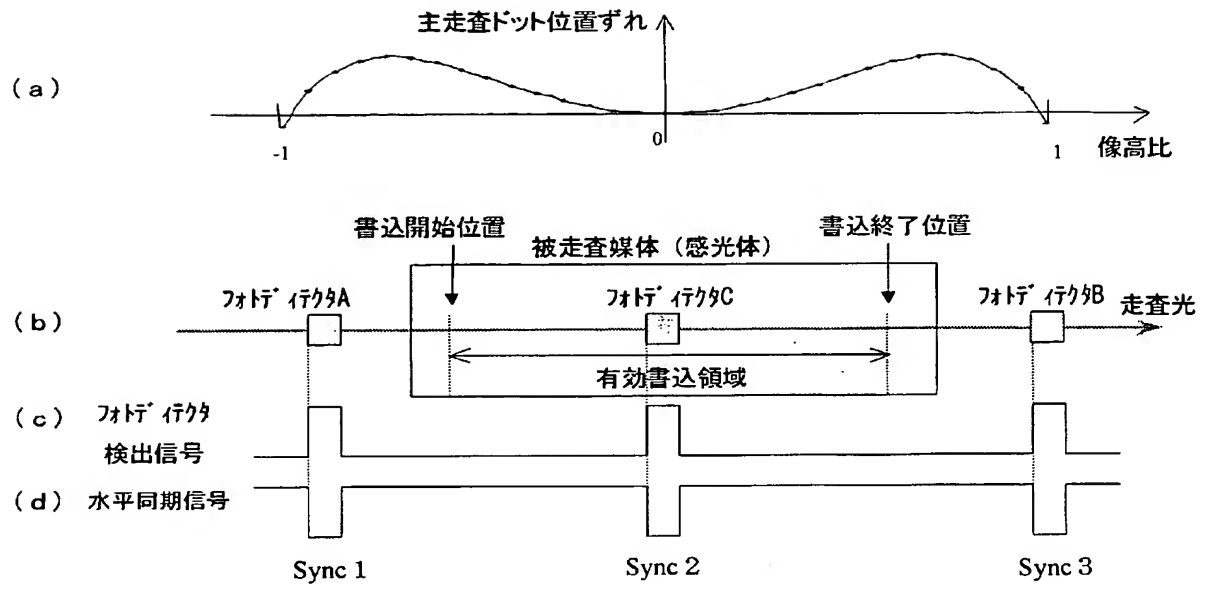 主走査ドット位置ずれ
(a)
-1
0
1
像高比
書込開始位置
書込終了位置
被走査媒体(感光体)
フォトディテクタA
フォトディテクタC
フォトディテクタB
走査光
(b)
有効書込領域
(c) フォトディテクタ
検出信号
(d) 水平同期信号
Sync 1
Sync 2
Sync 3